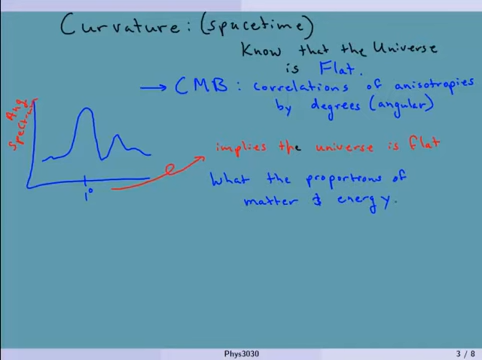 Curvature: (spacetime)
Know that the Universe
is Flat.
→ CMB: correlations of anisotropies
by degrees (angular)
Ang
1°
implies the universe is flat
What the proportions of
matter & energy.
Phys3030
3 / 8